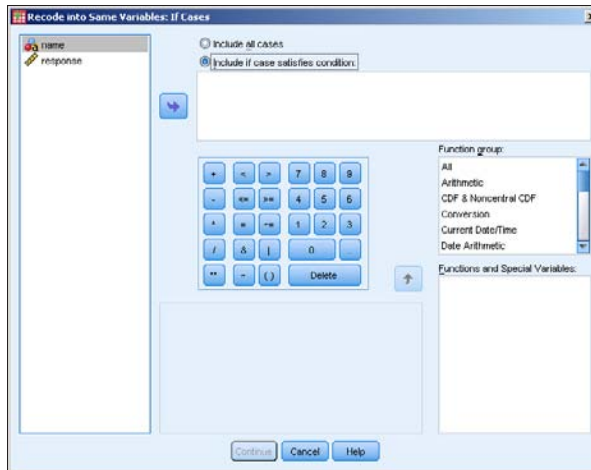 Recode into Same Variables: If Cases
name
response
Include all cases
Include if case satisfies condition:
Function group:
All
Arithmetic
CDF & Noncentral CDF
Conversion
Current Date/Time
Date Arithmetic
+ < > 7 8 9
- <= >= 4 5 6
* = ~= 1 2 3
/ & | 0 .
** ~ ( ) Delete
Functions and Special Variables:
Continue Cancel Help